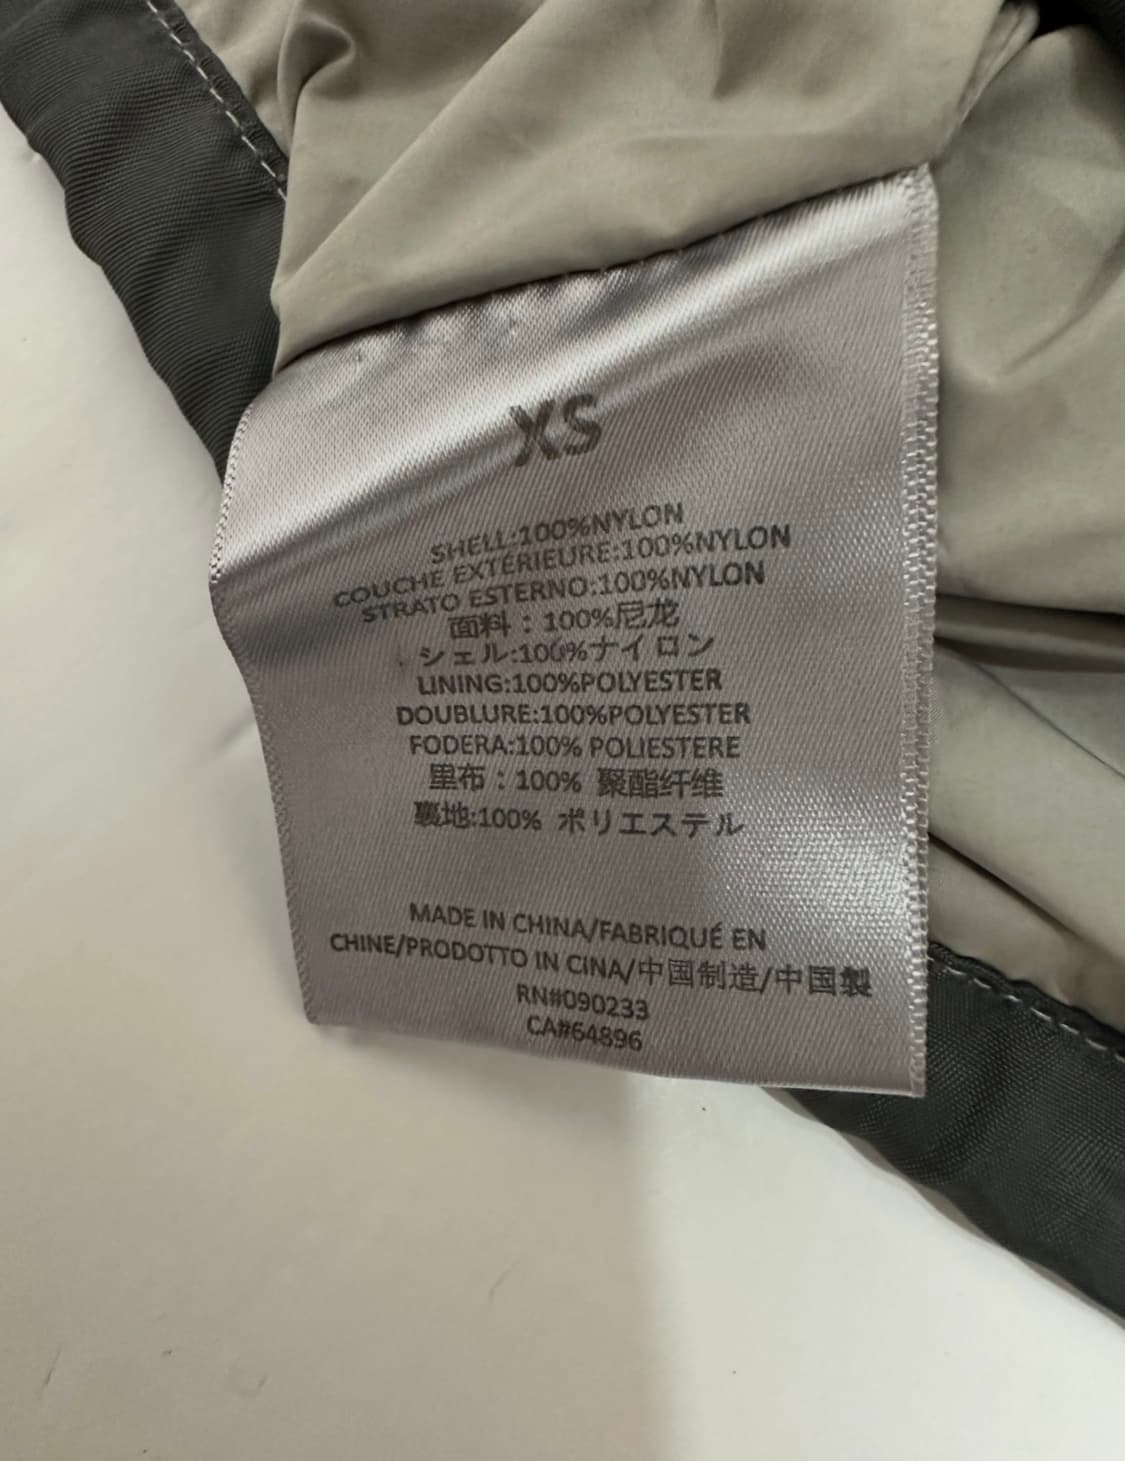 XS
SHELL:100%NYLON
COUCHE EXTÉRIEURE:100%NYLON
STRATO ESTERNO:100%NYLON
面料：100%尼龙
シェル:100%ナイロン
LINING:100%POLYESTER
DOUBLURE:100%POLYESTER
FODERA:100% POLIESTERE
里布：100% 聚酯纤维
裏地:100% ポリエステル
MADE IN CHINA/FABRIQUÉ EN
CHINE/PRODOTTO IN CINA/中国制造/中国製
RN#090233
CA#64896